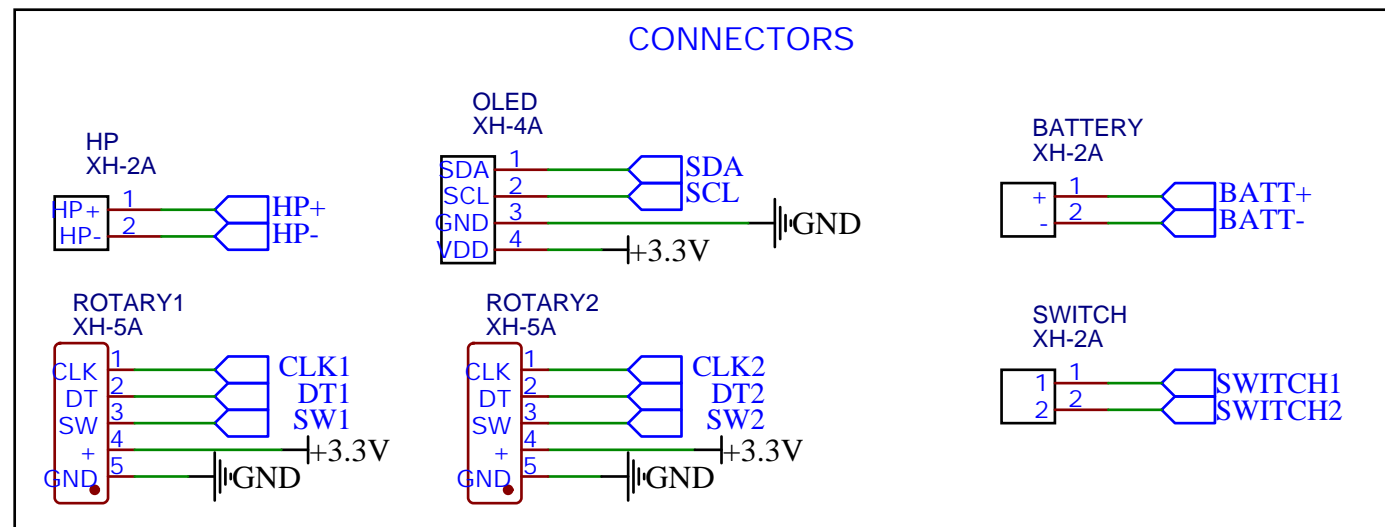 CONNECTORS
HP
XH-2A
HP+ 1 HP+
HP- 2 HP-
OLED
XH-4A
SDA 1 SDA
SCL 2 SCL
GND 3 GND
VDD 4 +3.3V
BATTERY
XH-2A
+ 1 BATT+
- 2 BATT-
ROTARY1
XH-5A
CLK 1 CLK1
DT 2 DT1
SW 3 SW1
+ 4 +3.3V
GND 5 GND
ROTARY2
XH-5A
CLK 1 CLK2
DT 2 DT2
SW 3 SW2
+ 4 +3.3V
GND 5 GND
SWITCH
XH-2A
1 1 SWITCH1
2 2 SWITCH2